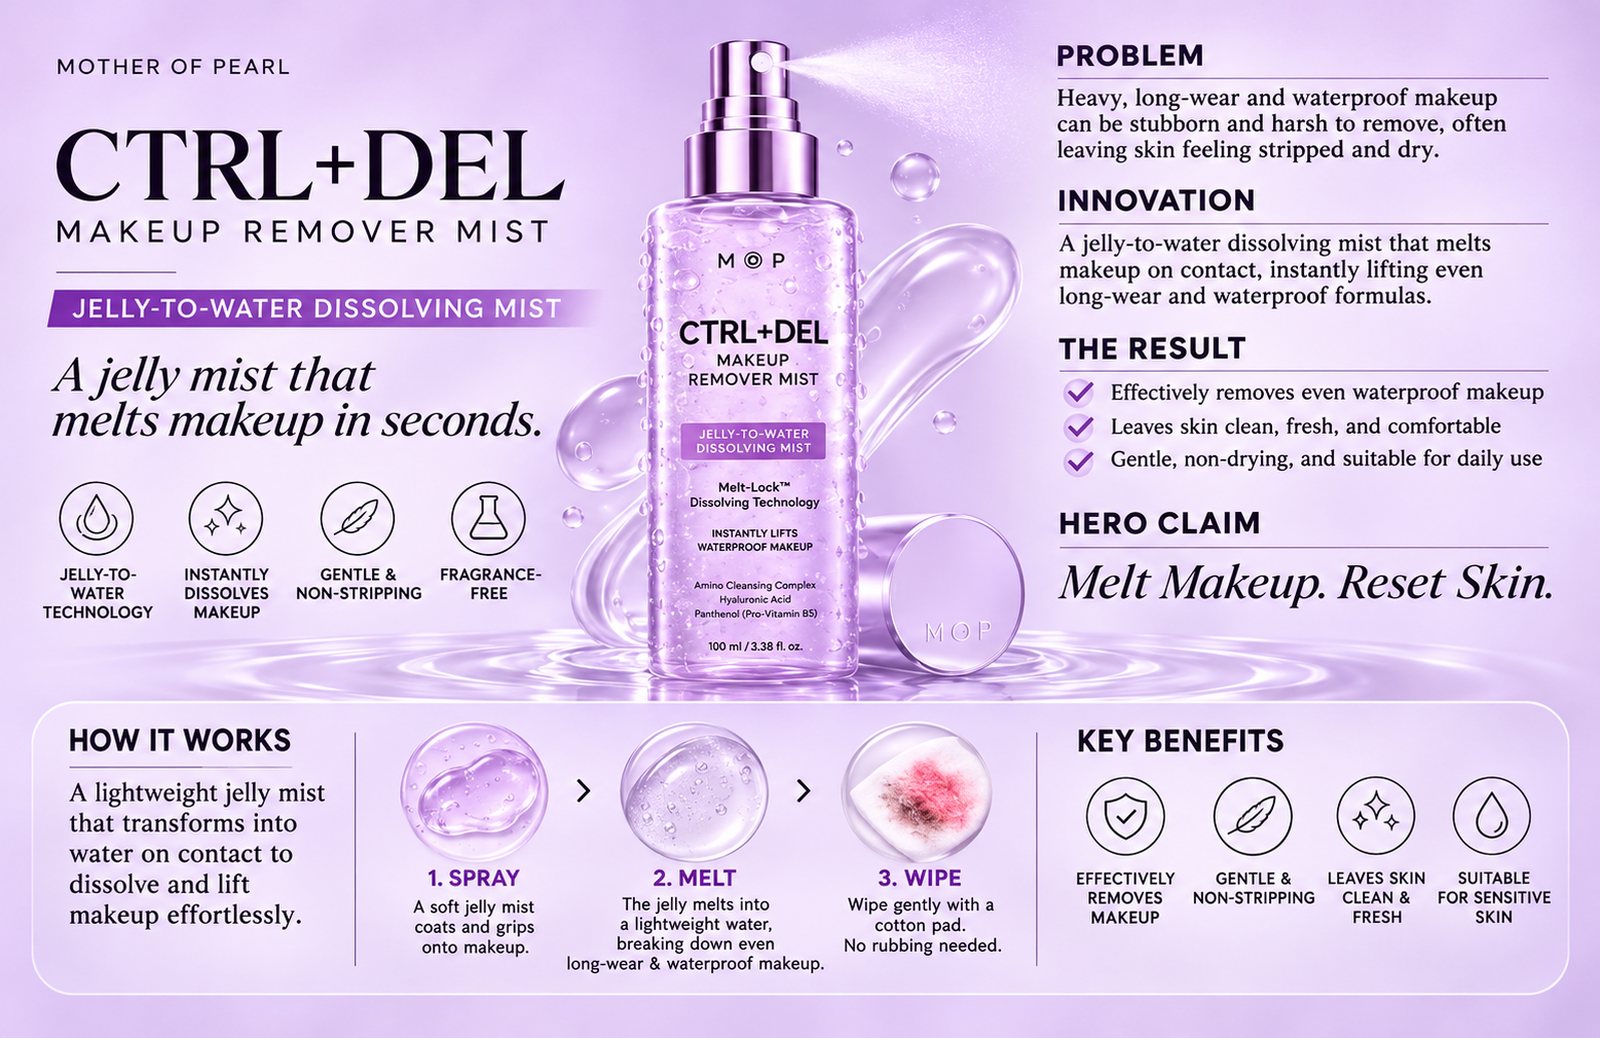 MOTHER OF PEARL
CTRL+DEL
MAKEUP REMOVER MIST
JELLY-TO-WATER DISSOLVING MIST
A jelly mist that
melts makeup in seconds.
JELLY-TO-
WATER
TECHNOLOGY
INSTANTLY
DISSOLVES
MAKEUP
GENTLE &
NON-STRIPPING
FRAGRANCE-
FREE
M O P
CTRL+DEL
MAKEUP
REMOVER MIST
JELLY-TO-WATER
DISSOLVING MIST
Melt-Lock™
Dissolving Technology
INSTANTLY LIFTS
WATERPROOF MAKEUP
Amino Cleansing Complex
Hyaluronic Acid
Panthenol (Pro-Vitamin B5)
100 ml / 3.38 fl. oz.
MOP
PROBLEM
Heavy, long-wear and waterproof makeup
can be stubborn and harsh to remove, often
leaving skin feeling stripped and dry.
INNOVATION
A jelly-to-water dissolving mist that melts
makeup on contact, instantly lifting even
long-wear and waterproof formulas.
THE RESULT
Effectively removes even waterproof makeup
Leaves skin clean, fresh, and comfortable
Gentle, non-drying, and suitable for daily use
HERO CLAIM
Melt Makeup. Reset Skin.
HOW IT WORKS
A lightweight jelly mist
that transforms into
water on contact to
dissolve and lift
makeup effortlessly.
1. SPRAY
A soft jelly mist
coats and grips
onto makeup.
2. MELT
The jelly melts into
a lightweight water,
breaking down even
long-wear & waterproof makeup.
3. WIPE
Wipe gently with a
cotton pad.
No rubbing needed.
KEY BENEFITS
EFFECTIVELY
REMOVES
MAKEUP
GENTLE &
NON-STRIPPING
LEAVES SKIN
CLEAN &
FRESH
SUITABLE
FOR SENSITIVE
SKIN